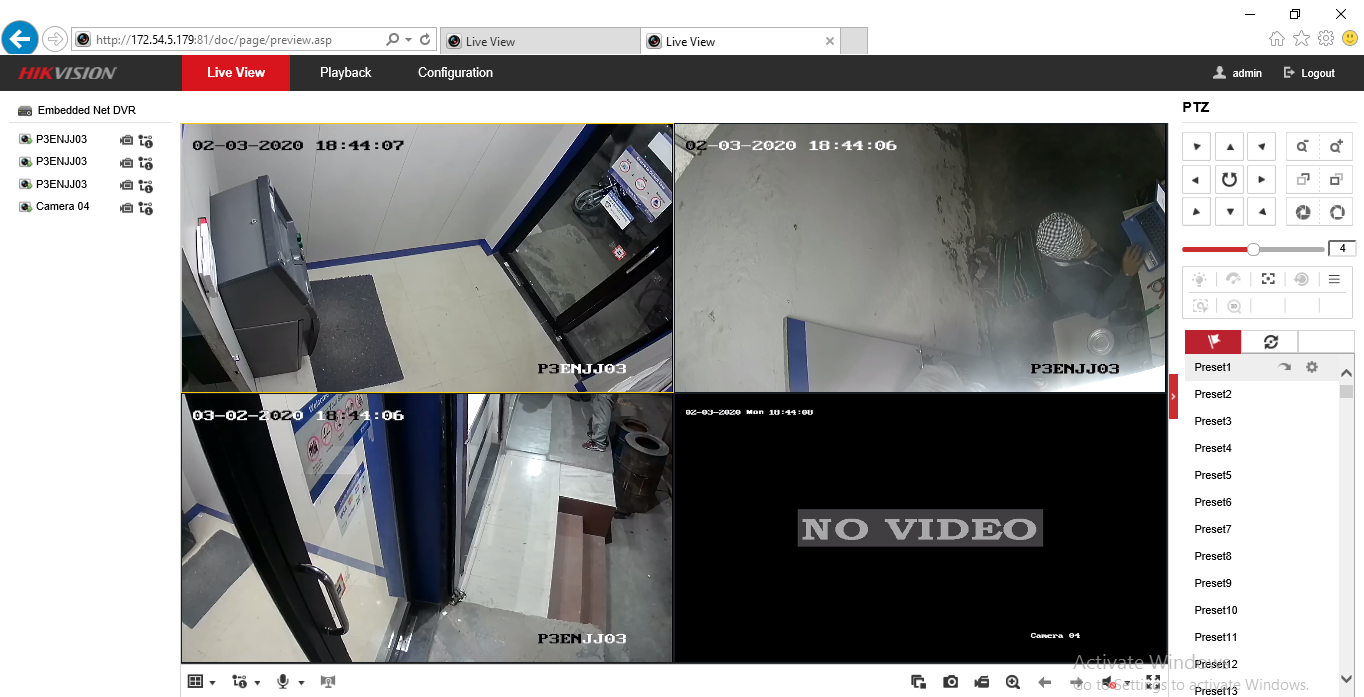 http://172.54.5.179:81/doc/page/preview.asp
Live View
Live View
HIKVISION
Live View
Playback
Configuration
admin
Logout
Embedded Net DVR
P3ENJJ03
P3ENJJ03
P3ENJJ03
Camera 04
02-03-2020 18:44:07
P3ENJJ03
02-03-2020 18:44:06
P3ENJJ03
03-02-2020 18:44:06
Welcome
P3ENJJ03
02-03-2020 Mon 18:44:08
NO VIDEO
Camera 04
PTZ
4
3D
Preset1
Preset2
Preset3
Preset4
Preset5
Preset6
Preset7
Preset8
Preset9
Preset10
Preset11
Preset12
Preset13
Activate Windows
Go to Settings to activate Windows.